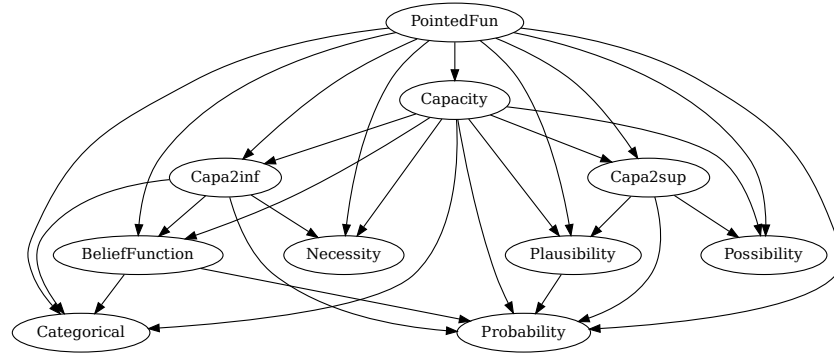 PointedFun
Capacity
Capa2inf
Capa2sup
BeliefFunction
Necessity
Plausibility
Possibility
Categorical
Probability